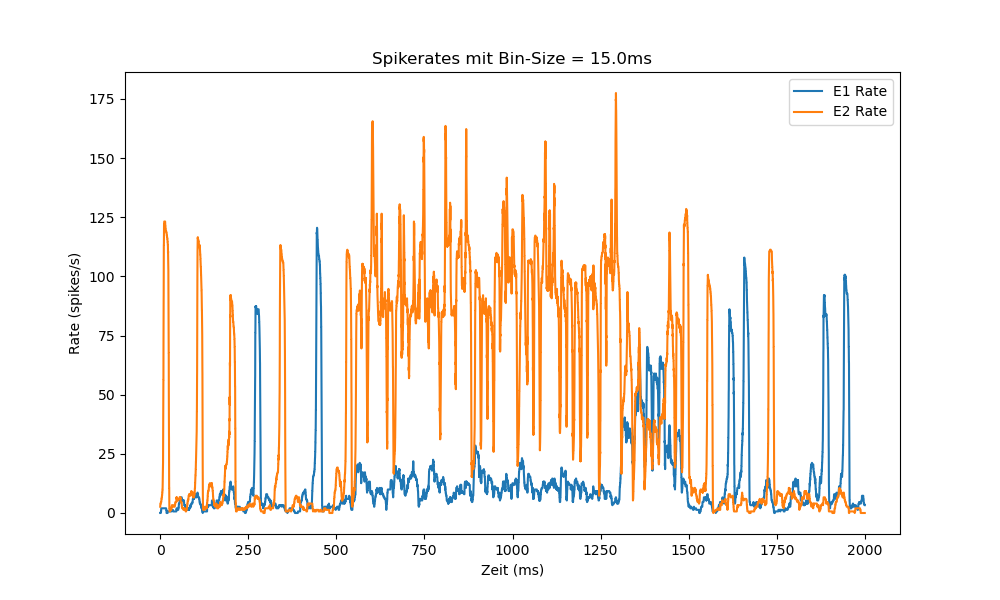 Spikerates mit Bin-Size = 15.0ms
E1 Rate
E2 Rate
Rate (spikes/s)
175
150
125
100
75
50
25
0
0 250 500 750 1000 1250 1500 1750 2000
Zeit (ms)